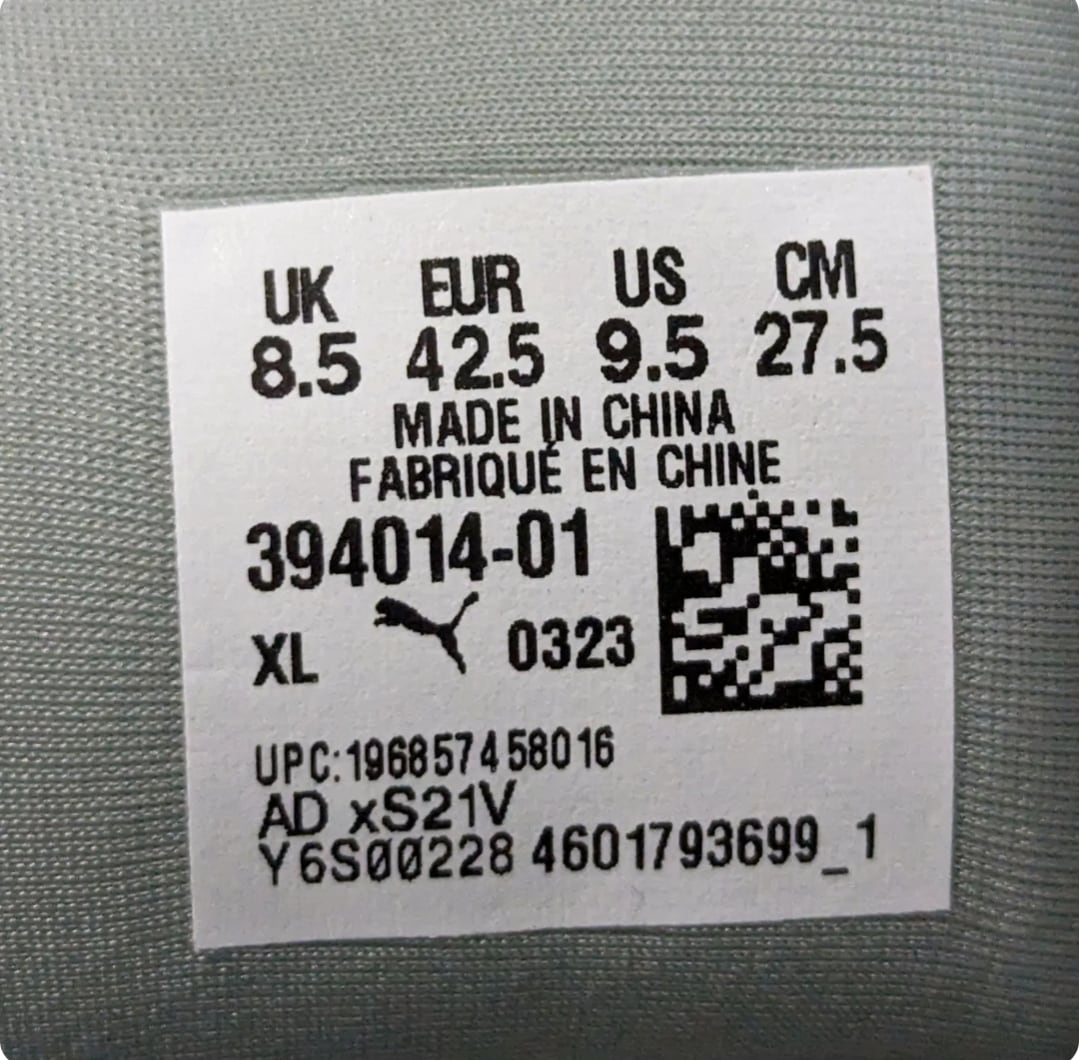 UK EUR US CM
8.5 42.5 9.5 27.5
MADE IN CHINA
FABRIQUÉ EN CHINE
394014-01
XL 0323
UPC:196857458016
AD xS21V
Y6S00228 4601793699_1